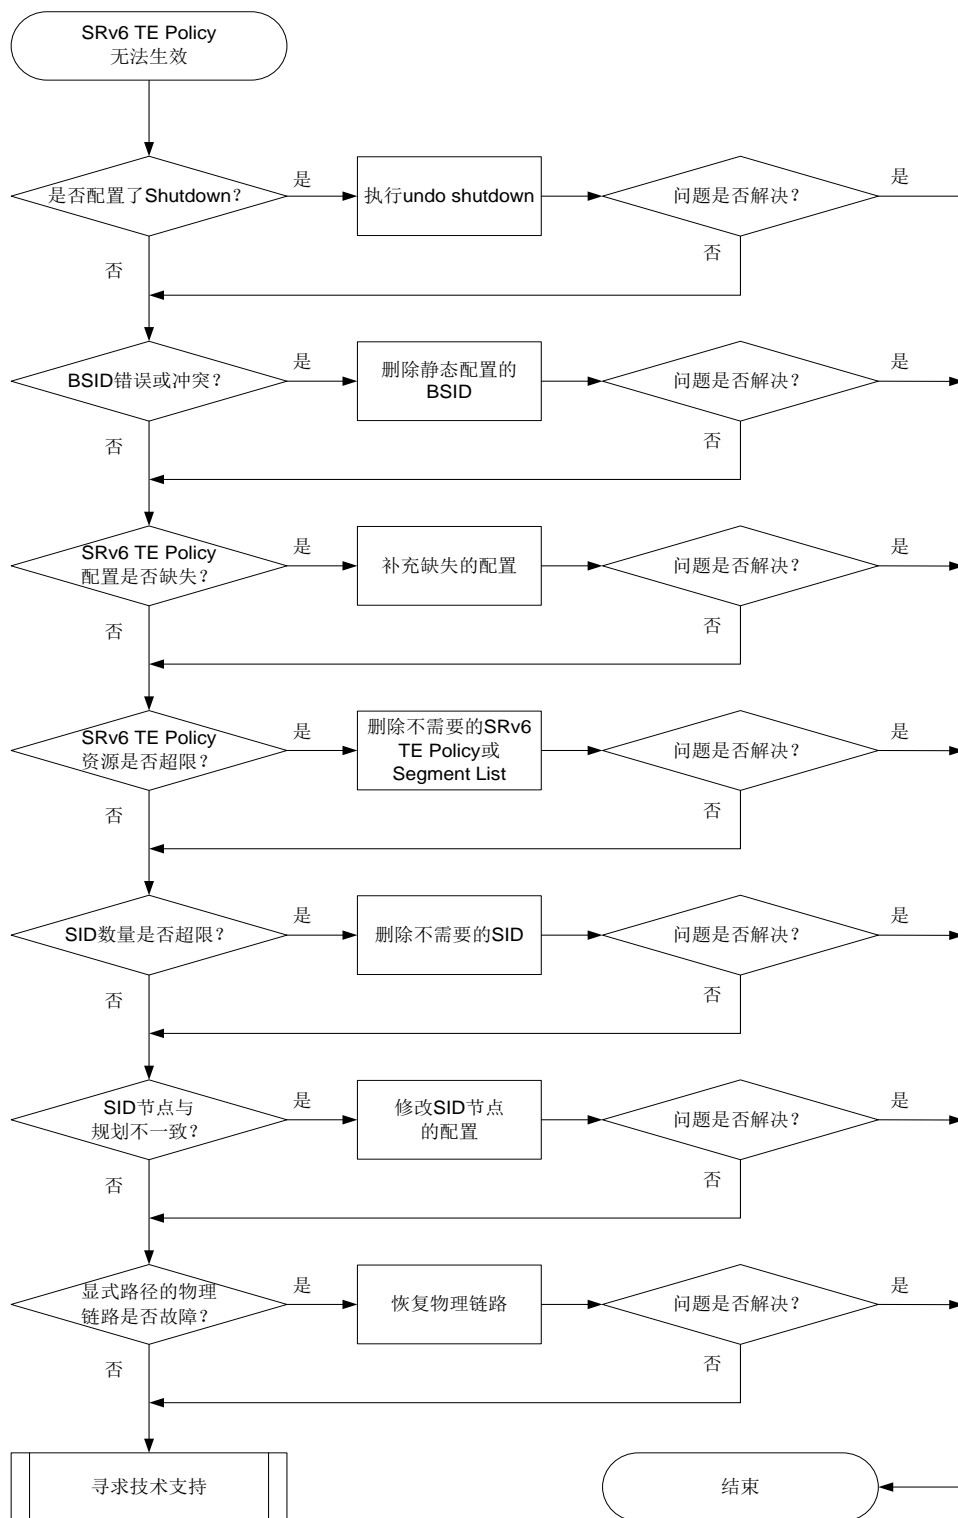 SRv6 TE Policy
无法生效
是否配置了Shutdown?
是
执行undo shutdown
问题是否解决?
是
否
否
BSID错误或冲突?
是
删除静态配置的
BSID
问题是否解决?
是
否
否
SRv6 TE Policy
配置是否缺失?
是
补充缺失的配置
问题是否解决?
是
否
否
SRv6 TE Policy
资源是否超限?
是
删除不需要的SRv6
TE Policy或
Segment List
问题是否解决?
是
否
否
SID数量是否超限?
是
删除不需要的SID
问题是否解决?
是
否
否
SID节点与
规划不一致?
是
修改SID节点
的配置
问题是否解决?
是
否
否
显式路径的物理
链路是否故障?
是
恢复物理链路
问题是否解决?
是
否
否
寻求技术支持
结束